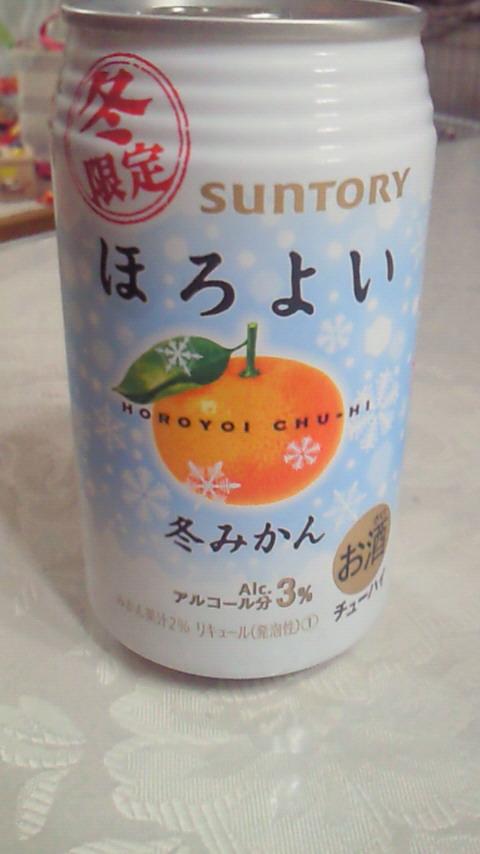 冬
限定
SUNTORY
ほろよい
HOROYOI CHU-HI
冬みかん
お酒
チューハイ
Alc.
アルコール分3%
みかん果汁2% リキュール(発泡性)①